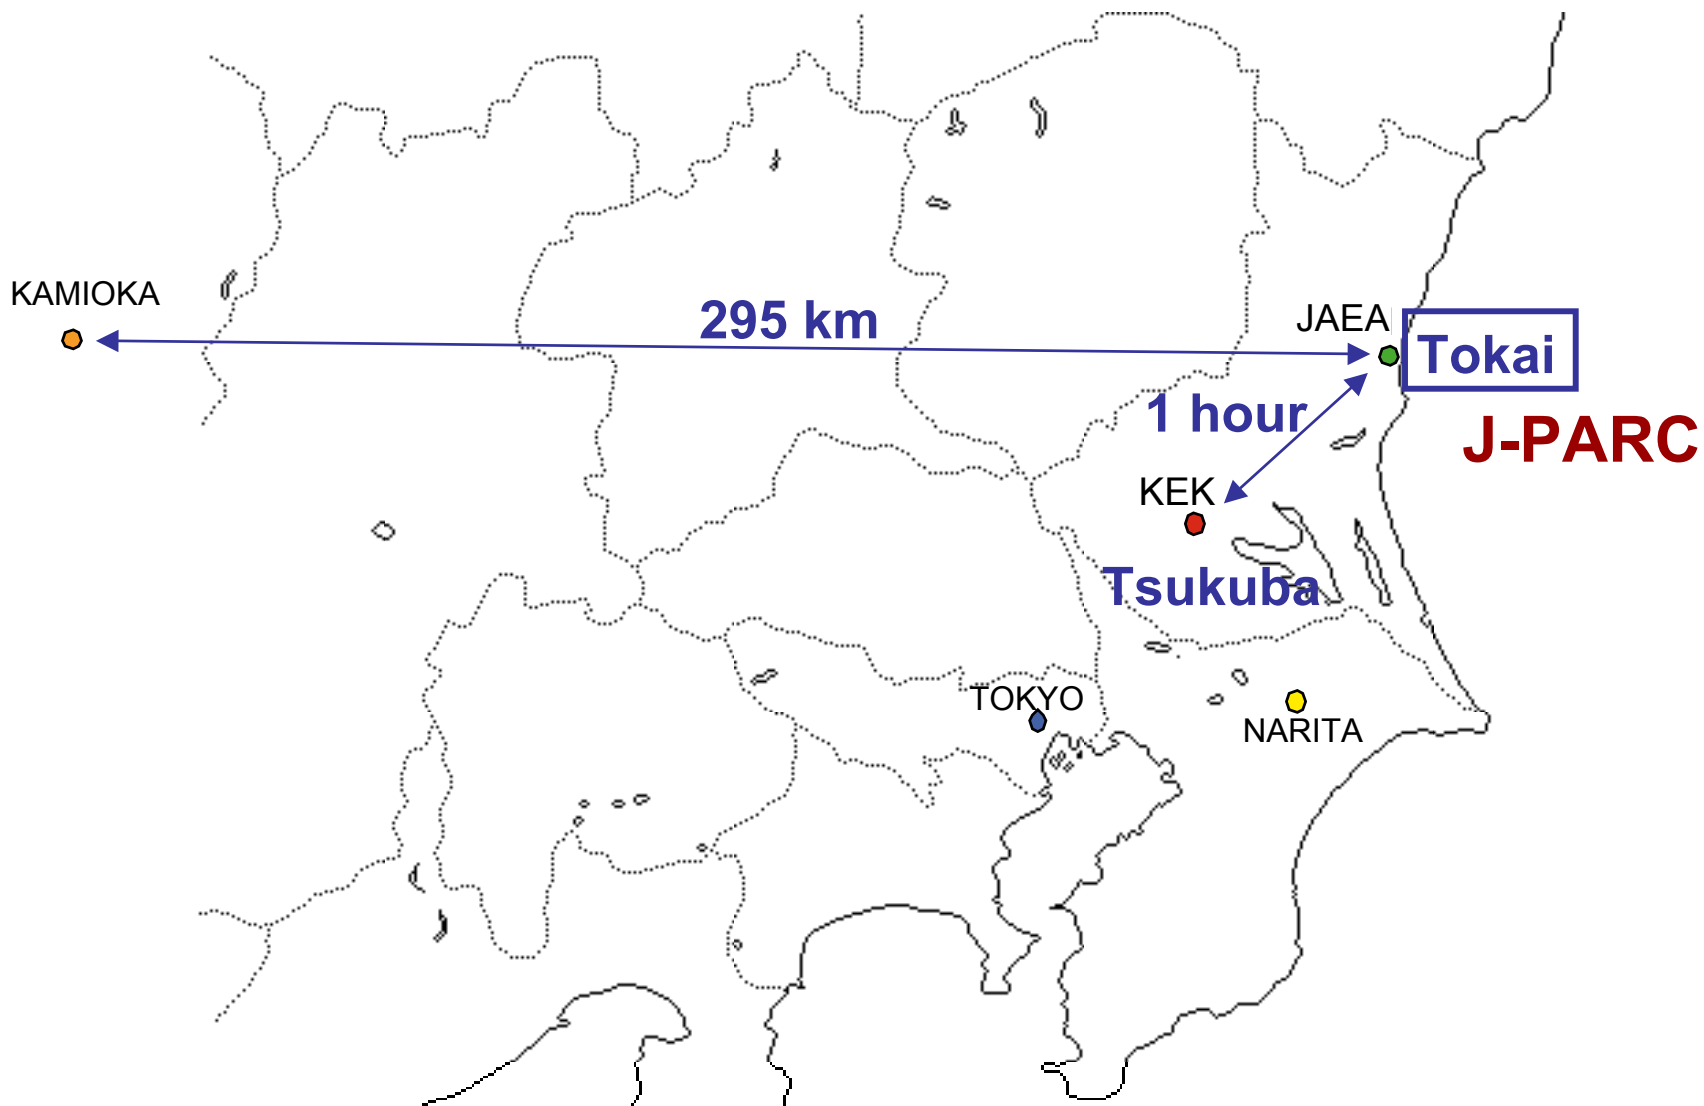 KAMIOKA
295 km
JAEA
Tokai
1 hour
J-PARC
KEK
Tsukuba
TOKYO
NARITA